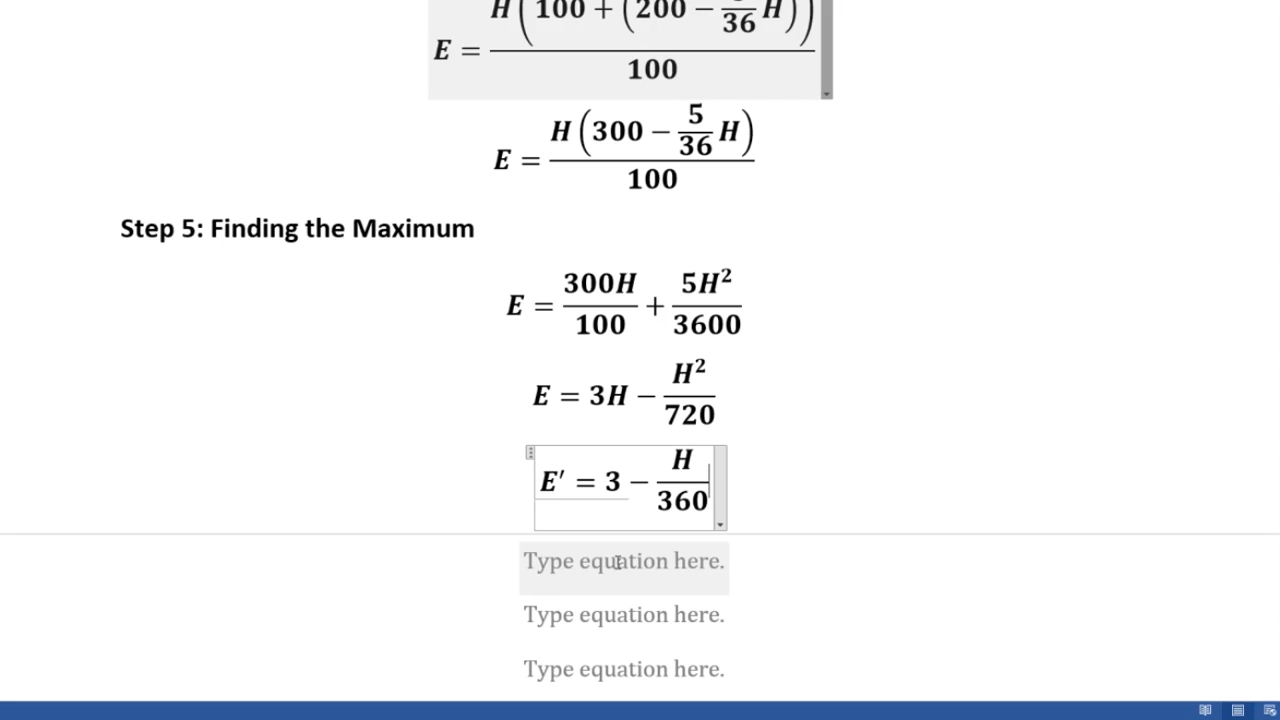 E = H(100 + (200 − 5/36 H)) / 100
E = H(300 − 5/36 H) / 100
Step 5: Finding the Maximum
E = 300H/100 + 5H²/3600
E = 3H − H²/720
E′ = 3 − H/360
Type equation here.
Type equation here.
Type equation here.